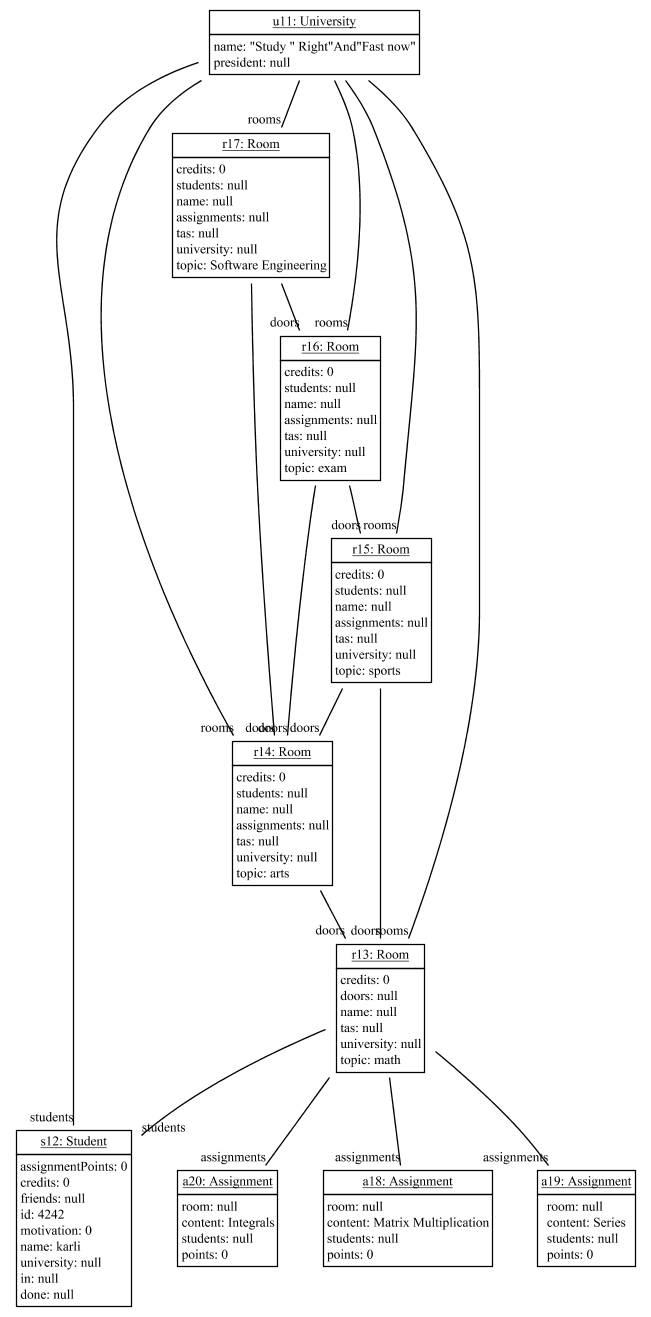 u11: University
name: "Study " Right"And"Fast now"
president: null
rooms
r17: Room
credits: 0
students: null
name: null
assignments: null
tas: null
university: null
topic: Software Engineering
doors rooms
r16: Room
credits: 0
students: null
name: null
assignments: null
tas: null
university: null
topic: exam
doors rooms
r15: Room
credits: 0
students: null
name: null
assignments: null
tas: null
university: null
topic: sports
rooms doors doors doors
r14: Room
credits: 0
students: null
name: null
assignments: null
tas: null
university: null
topic: arts
doors doors rooms
r13: Room
credits: 0
doors: null
name: null
tas: null
university: null
topic: math
students
students
s12: Student
assignmentPoints: 0
credits: 0
friends: null
id: 4242
motivation: 0
name: karli
university: null
in: null
done: null
assignments assignments assignments
a20: Assignment
room: null
content: Integrals
students: null
points: 0
a18: Assignment
room: null
content: Matrix Multiplication
students: null
points: 0
a19: Assignment
room: null
content: Series
students: null
points: 0